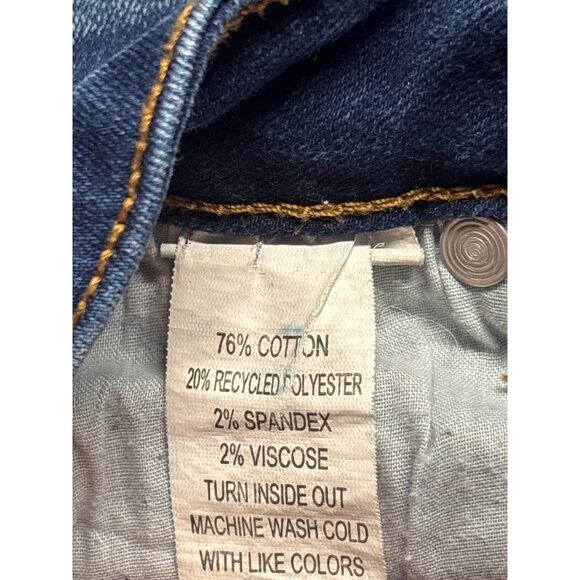 76% COTTON
20% RECYCLED POLYESTER
2% SPANDEX
2% VISCOSE
TURN INSIDE OUT
MACHINE WASH COLD
WITH LIKE COLORS